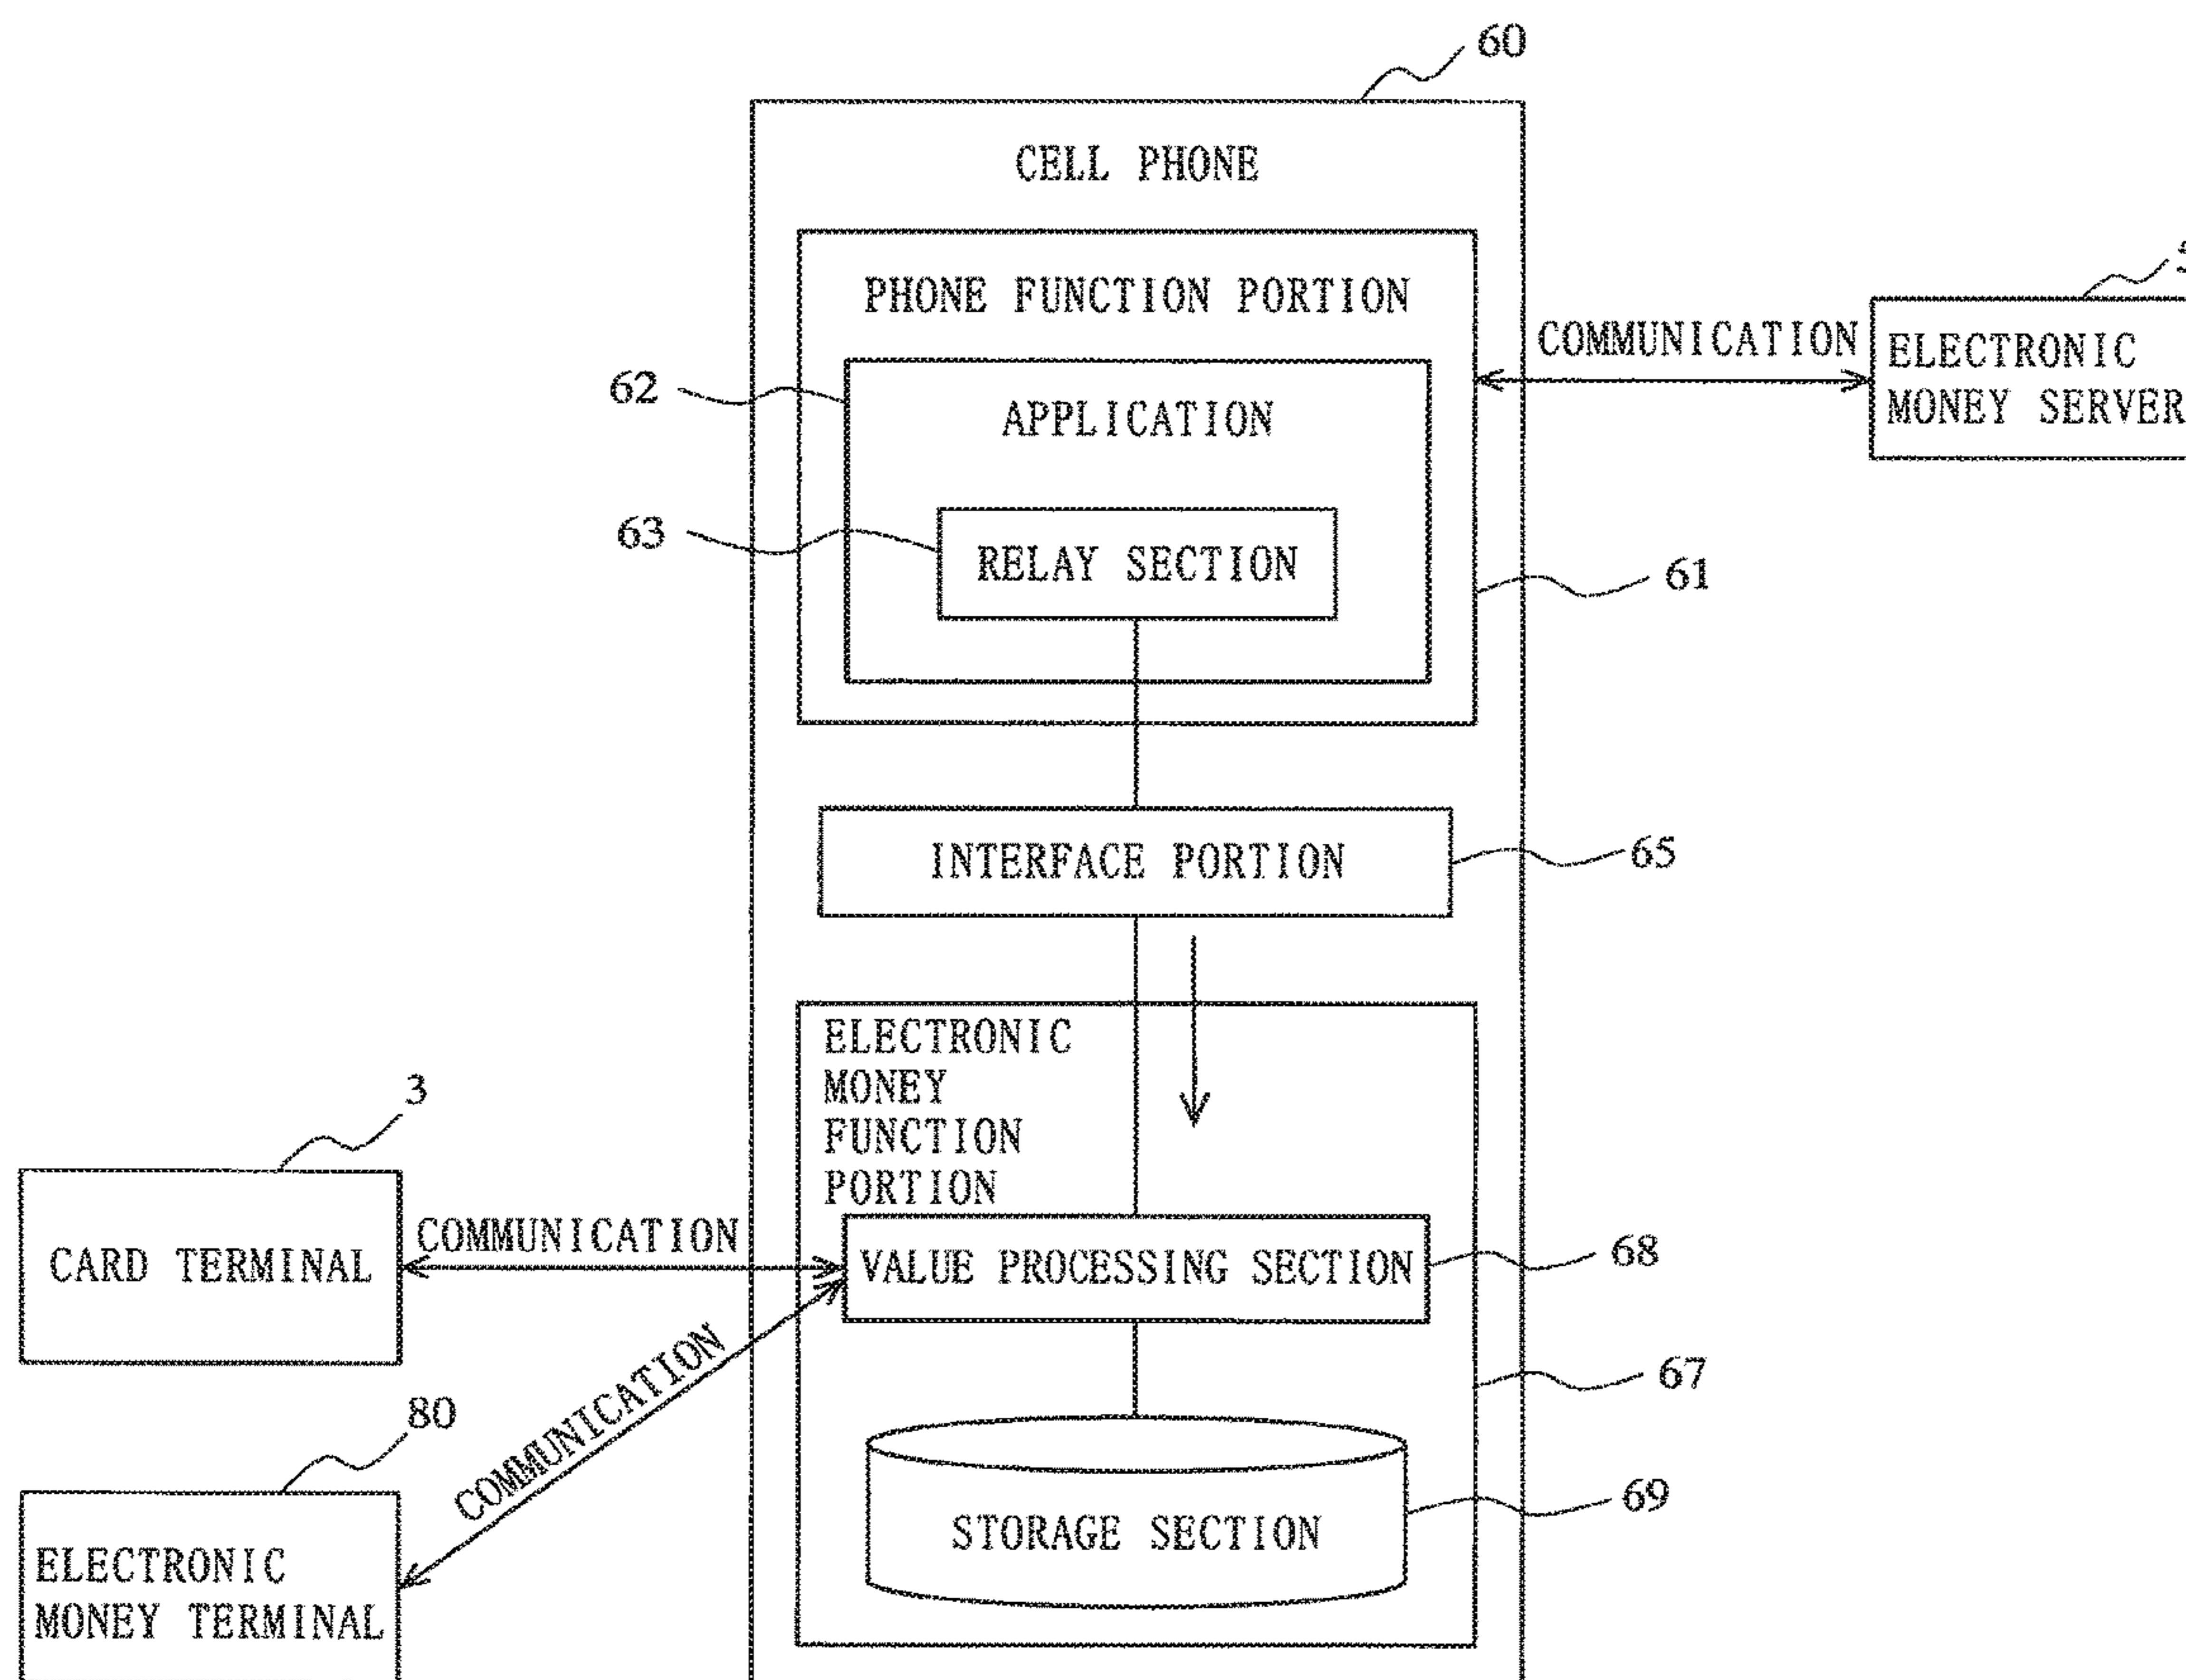 60
CELL PHONE
PHONE FUNCTION PORTION
COMMUNICATION
ELECTRONIC
MONEY SERVER
62
APPLICATION
63
RELAY SECTION
61
INTERFACE PORTION
65
ELECTRONIC
MONEY
FUNCTION
PORTION
3
CARD TERMINAL
COMMUNICATION
VALUE PROCESSING SECTION
68
COMMUNICATION
67
80
ELECTRONIC
MONEY TERMINAL
STORAGE SECTION
69